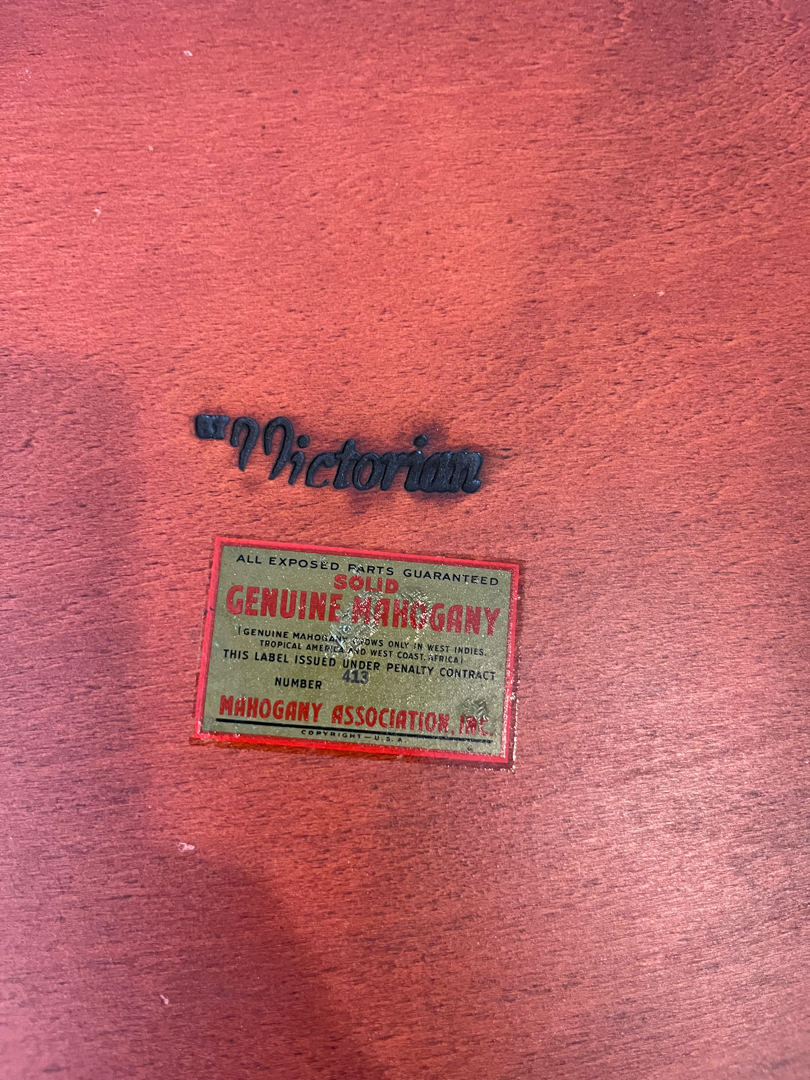 "Victorian
ALL EXPOSED PARTS GUARANTEED
SOLID
GENUINE MAHOGANY
(GENUINE MAHOGANY GROWS ONLY IN WEST INDIES,
TROPICAL AMERICA AND WEST COAST, AFRICA)
THIS LABEL ISSUED UNDER PENALTY CONTRACT
NUMBER 413
MAHOGANY ASSOCIATION, INC.
COPYRIGHT—U.S.A.